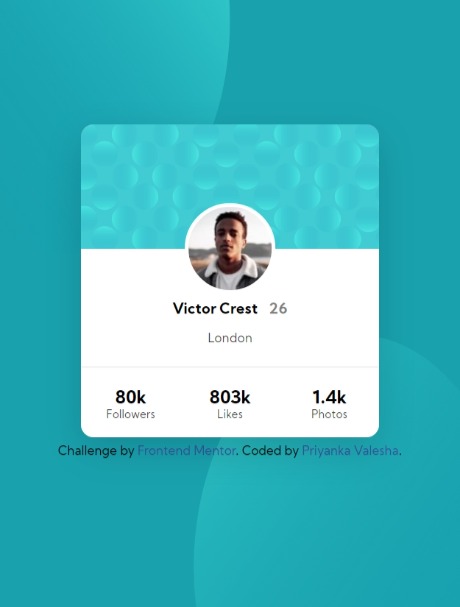 Victor Crest 26
London
80k 803k 1.4k
Followers Likes Photos
Challenge by Frontend Mentor. Coded by Priyanka Valesha.